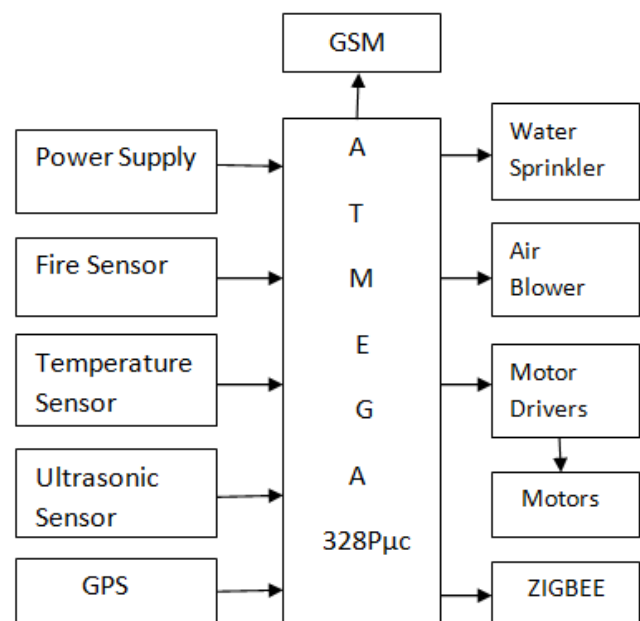 GSM
Power Supply
Fire Sensor
Temperature
Sensor
Ultrasonic
Sensor
GPS
A
T
M
E
G
A
328Pµc
Water
Sprinkler
Air
Blower
Motor
Drivers
Motors
ZIGBEE